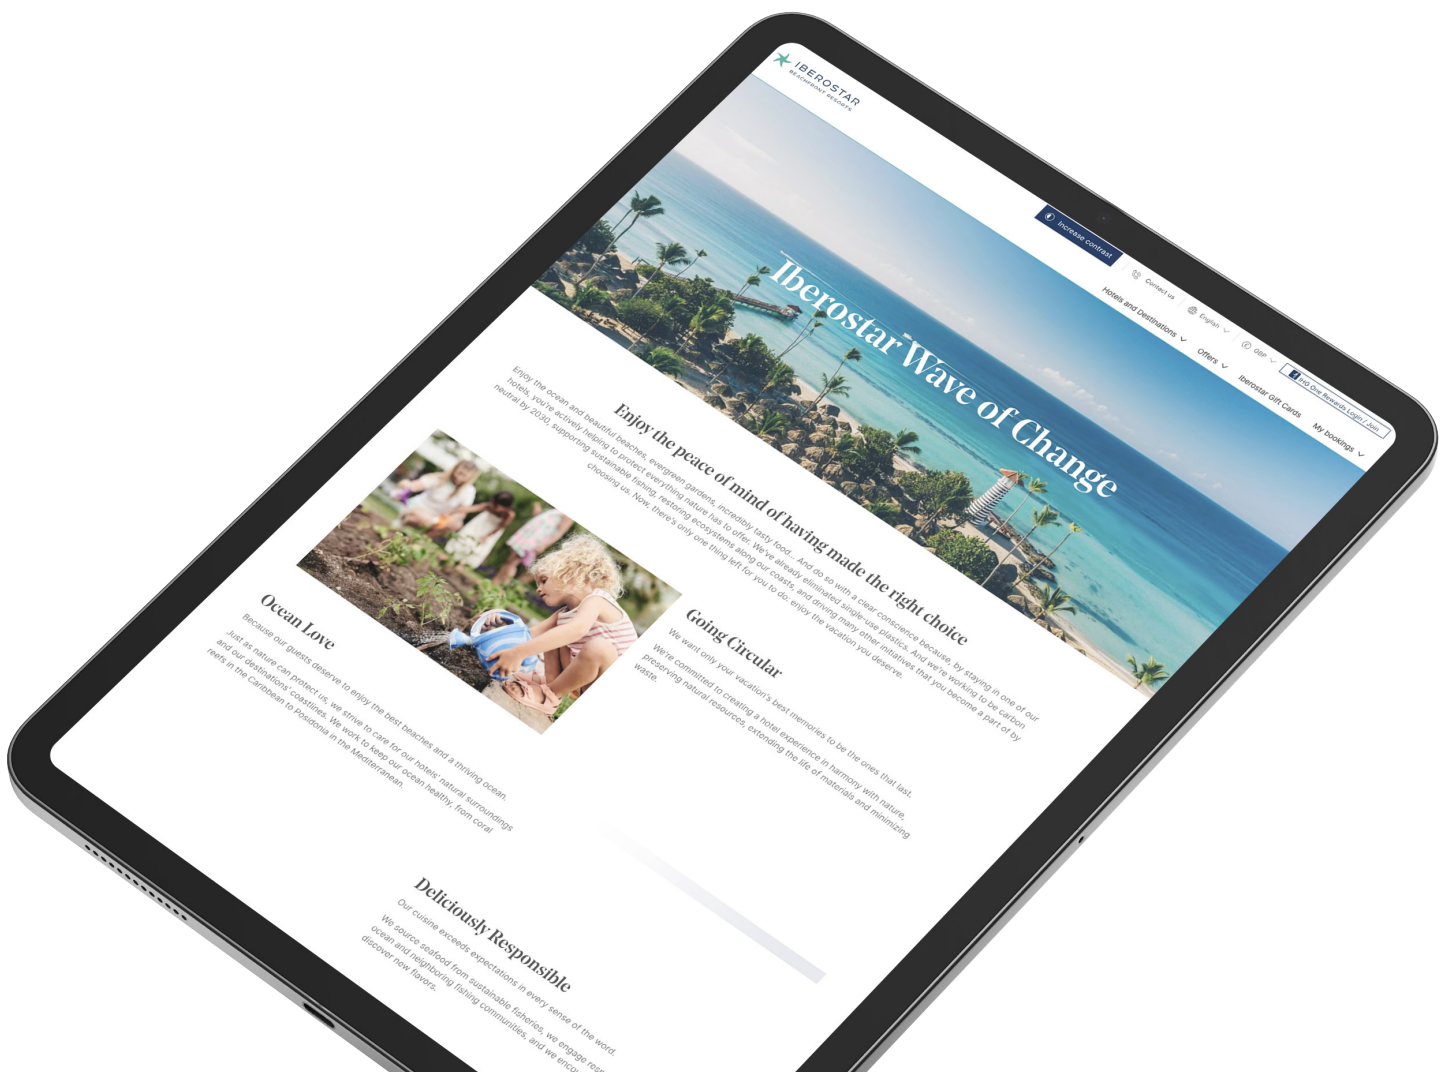 IBEROSTAR
BEACHFRONT RESORTS
Increase contrast
Contact us
English
GBP
IHG One Rewards Login / Join
Hotels and Destinations
Offers
Iberostar Gift Cards
My bookings
Iberostar Wave of Change
Enjoy the peace of mind of having made the right choice
Enjoy the ocean and beautiful beaches, evergreen gardens, incredibly tasty food... And do so with a clear conscience because, by staying in one of our
hotels, you're actively helping to protect everything nature has to offer. We've already eliminated single-use plastics. And we're working to be carbon
neutral by 2030, supporting sustainable fishing, restoring ecosystems along our coasts, and driving many other initiatives that you become a part of by
choosing us. Now, there's only one thing left for you to do: enjoy the vacation you deserve.
Going Circular
We want only your vacation's best memories to be the ones that last.
We're committed to creating a hotel experience in harmony with nature,
preserving natural resources, extending the life of materials and minimizing
waste.
Ocean Love
Because our guests deserve to enjoy the best beaches and a thriving ocean.
Just as nature can protect us, we strive to care for our hotels' natural surroundings
and our destinations' coastlines. We work to keep our ocean healthy, from coral
reefs in the Caribbean to Posidonia in the Mediterranean.
Deliciously Responsible
Our cuisine exceeds expectations in every sense of the word.
We source seafood from sustainable fisheries, we engage
ocean and neighboring fishing communities, and we
discover new flavors.